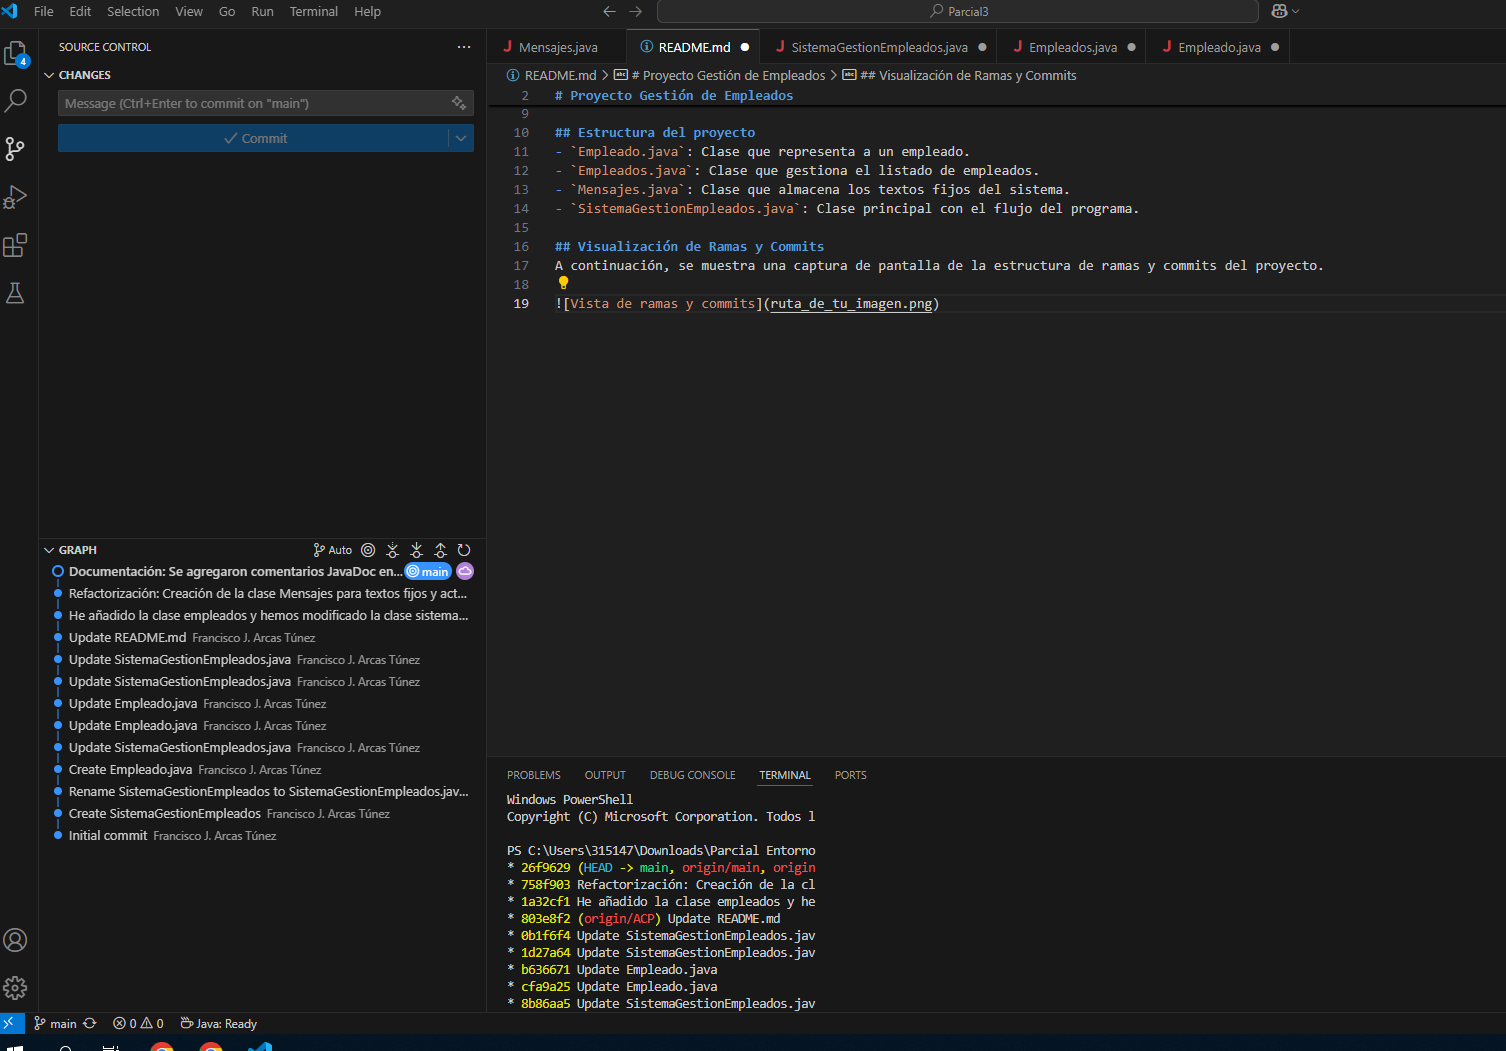 File Edit Selection View Go Run Terminal Help
Parcial3
4
SOURCE CONTROL
CHANGES
Message (Ctrl+Enter to commit on "main")
Commit
GRAPH
Auto
Documentación: Se agregaron comentarios JavaDoc en... main
Refactorización: Creación de la clase Mensajes para textos fijos y act...
He añadido la clase empleados y hemos modificado la clase sistema...
Update README.md Francisco J. Arcas Túnez
Update SistemaGestionEmpleados.java Francisco J. Arcas Túnez
Update SistemaGestionEmpleados.java Francisco J. Arcas Túnez
Update Empleado.java Francisco J. Arcas Túnez
Update Empleado.java Francisco J. Arcas Túnez
Update SistemaGestionEmpleados.java Francisco J. Arcas Túnez
Create Empleado.java Francisco J. Arcas Túnez
Rename SistemaGestionEmpleados to SistemaGestionEmpleados.jav...
Create SistemaGestionEmpleados Francisco J. Arcas Túnez
Initial commit Francisco J. Arcas Túnez
J Mensajes.java README.md J SistemaGestionEmpleados.java J Empleados.java J Empleado.java
README.md > # Proyecto Gestión de Empleados > ## Visualización de Ramas y Commits
2 # Proyecto Gestión de Empleados
9
10 ## Estructura del proyecto
11 - `Empleado.java`: Clase que representa a un empleado.
12 - `Empleados.java`: Clase que gestiona el listado de empleados.
13 - `Mensajes.java`: Clase que almacena los textos fijos del sistema.
14 - `SistemaGestionEmpleados.java`: Clase principal con el flujo del programa.
15
16 ## Visualización de Ramas y Commits
17 A continuación, se muestra una captura de pantalla de la estructura de ramas y commits del proyecto.
18
19 ![Vista de ramas y commits](ruta_de_tu_imagen.png)
PROBLEMS OUTPUT DEBUG CONSOLE TERMINAL PORTS
Windows PowerShell
Copyright (C) Microsoft Corporation. Todos l
PS C:\Users\315147\Downloads\Parcial Entorno
* 26f9629 (HEAD -> main, origin/main, origin
* 758f903 Refactorización: Creación de la cl
* 1a32cf1 He añadido la clase empleados y he
* 803e8f2 (origin/ACP) Update README.md
* 0b1f6f4 Update SistemaGestionEmpleados.jav
* 1d27a64 Update SistemaGestionEmpleados.jav
* b636671 Update Empleado.java
* cfa9a25 Update Empleado.java
* 8b86aa5 Update SistemaGestionEmpleados.jav
main 0 0 Java: Ready